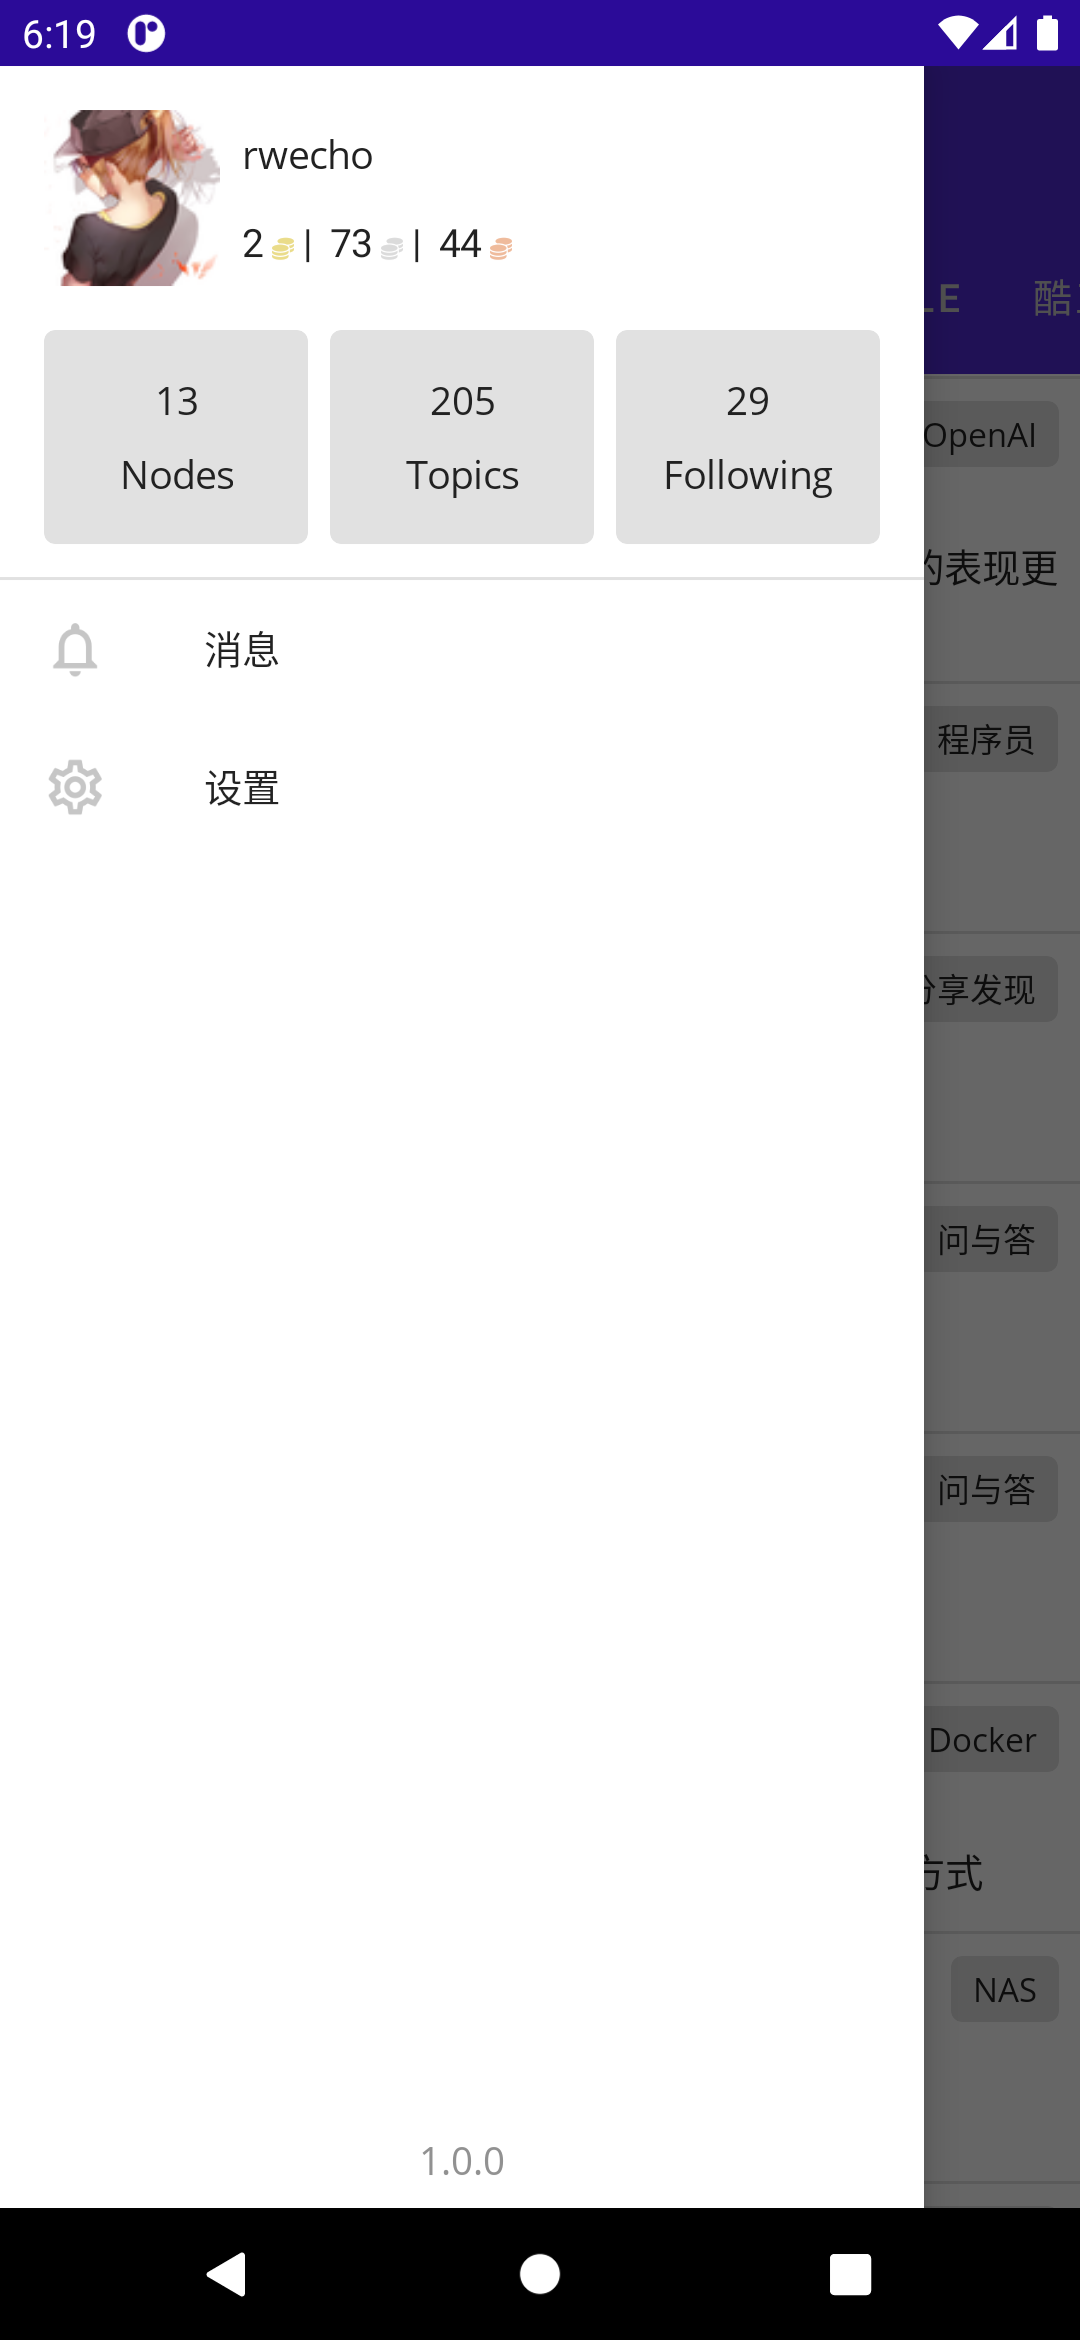 6:19
rwecho
2 | 73 | 44
13
Nodes
205
Topics
29
Following
消息
设置
1.0.0
LE
酷
OpenAI
的表现更
程序员
分享发现
问与答
问与答
Docker
方式
NAS